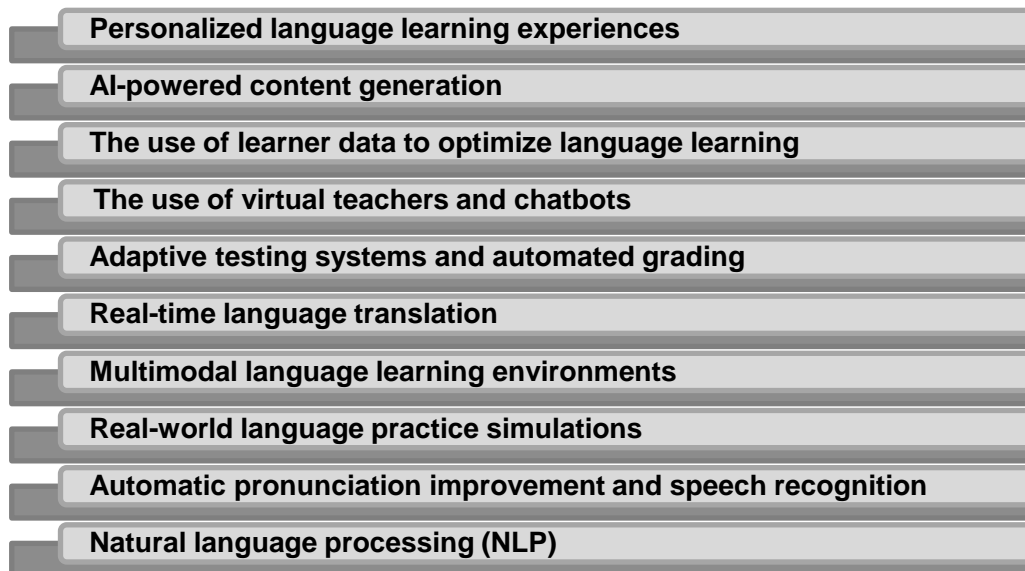 Personalized language learning experiences
AI-powered content generation
The use of learner data to optimize language learning
The use of virtual teachers and chatbots
Adaptive testing systems and automated grading
Real-time language translation
Multimodal language learning environments
Real-world language practice simulations
Automatic pronunciation improvement and speech recognition
Natural language processing (NLP)